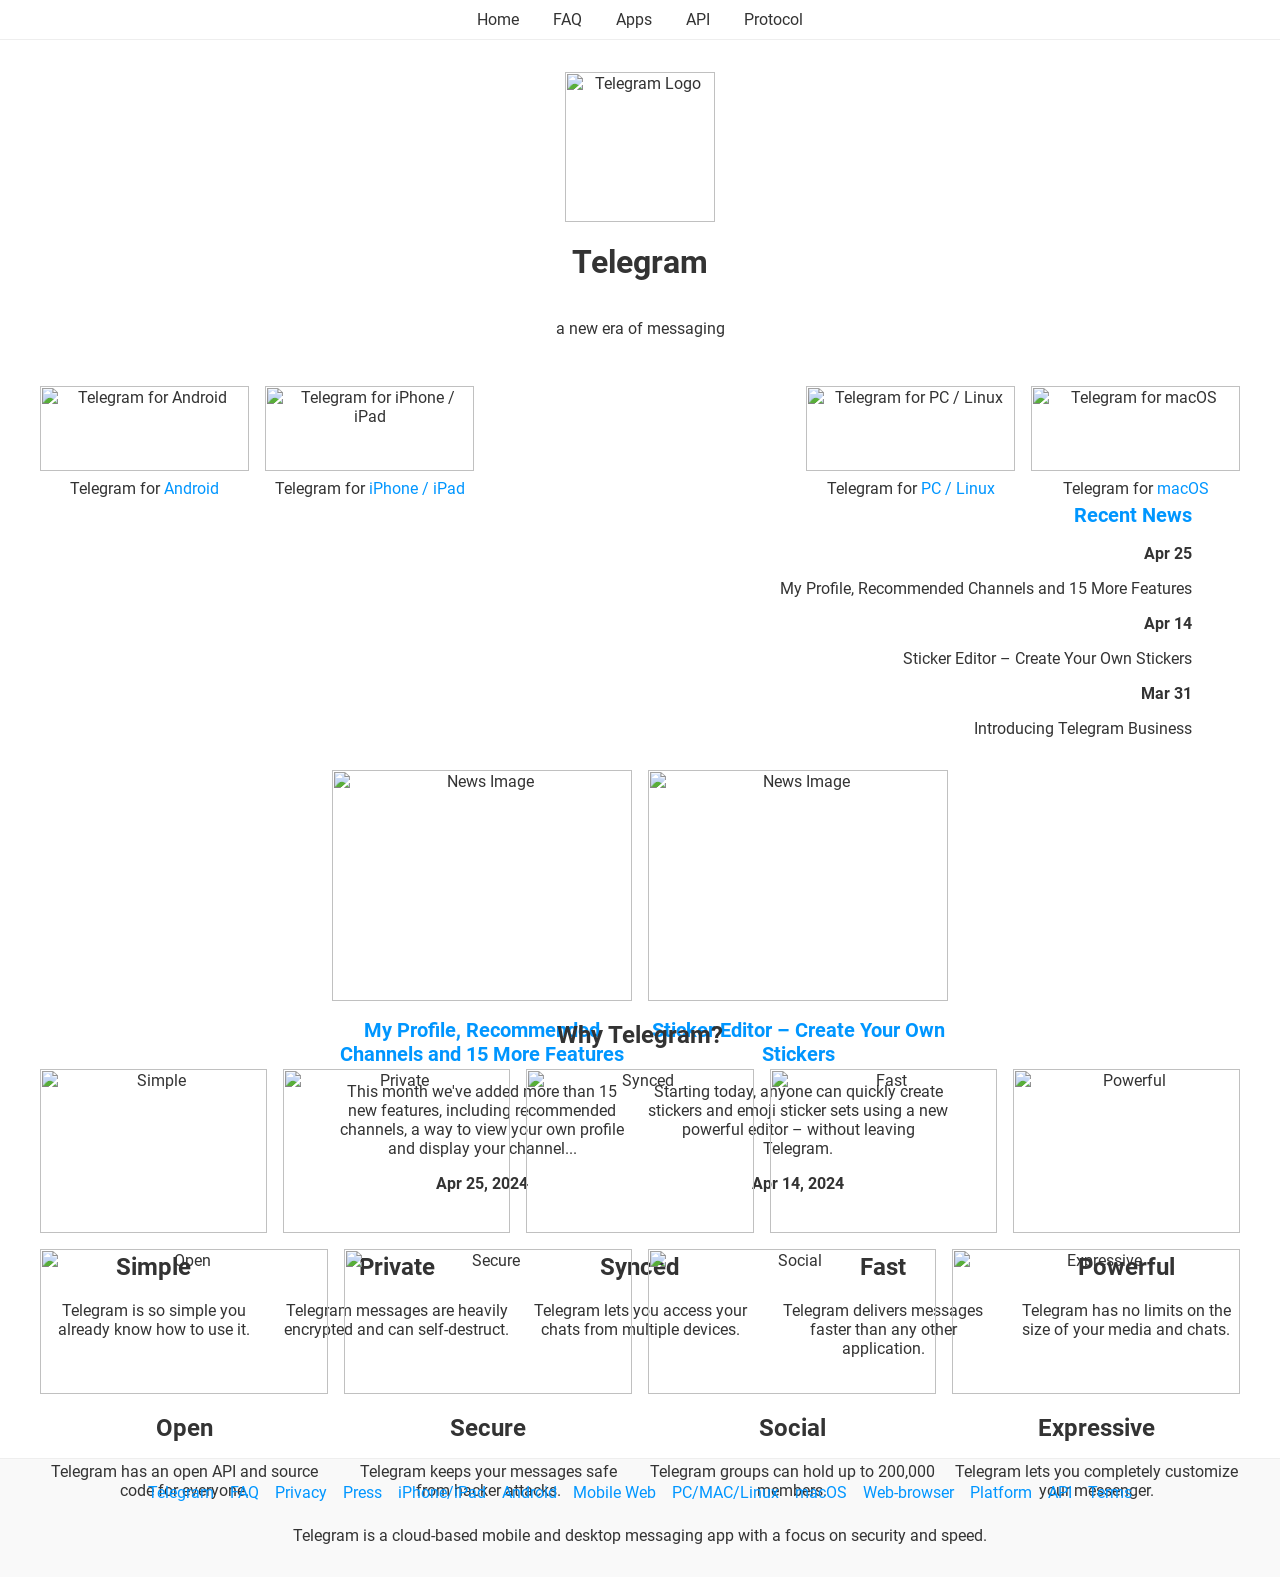 Home FAQ Apps API Protocol
Telegram Logo
Telegram
a new era of messaging
Telegram for Android
Telegram for iPhone /
iPad
Telegram for PC / Linux
Telegram for macOS
Telegram for Android
Telegram for iPhone / iPad
Telegram for PC / Linux
Telegram for macOS
Recent News
Apr 25
My Profile, Recommended Channels and 15 More Features
Apr 14
Sticker Editor – Create Your Own Stickers
Mar 31
Introducing Telegram Business
News Image
News Image
My Profile, Recommended
Channels and 15 More Features
This month we've added more than 15
new features, including recommended
channels, a way to view your own profile
and display your channel...
Apr 25, 2024
Sticker Editor – Create Your Own
Stickers
Starting today, anyone can quickly create
stickers and emoji sticker sets using a new
powerful editor – without leaving
Telegram.
Apr 14, 2024
Why Telegram?
Simple
Private
Synced
Fast
Powerful
Simple
Telegram is so simple you
already know how to use it.
Private
Telegram messages are heavily
encrypted and can self-destruct.
Synced
Telegram lets you access your
chats from multiple devices.
Fast
Telegram delivers messages
faster than any other
application.
Powerful
Telegram has no limits on the
size of your media and chats.
Open
Secure
Social
Expressive
Open
Telegram has an open API and source
code for everyone.
Secure
Telegram keeps your messages safe
from hacker attacks.
Social
Telegram groups can hold up to 200,000
members.
Expressive
Telegram lets you completely customize
your messenger.
Telegram FAQ Privacy Press iPhone/iPad Android Mobile Web PC/MAC/Linux macOS Web-browser Platform API Terms
Telegram is a cloud-based mobile and desktop messaging app with a focus on security and speed.